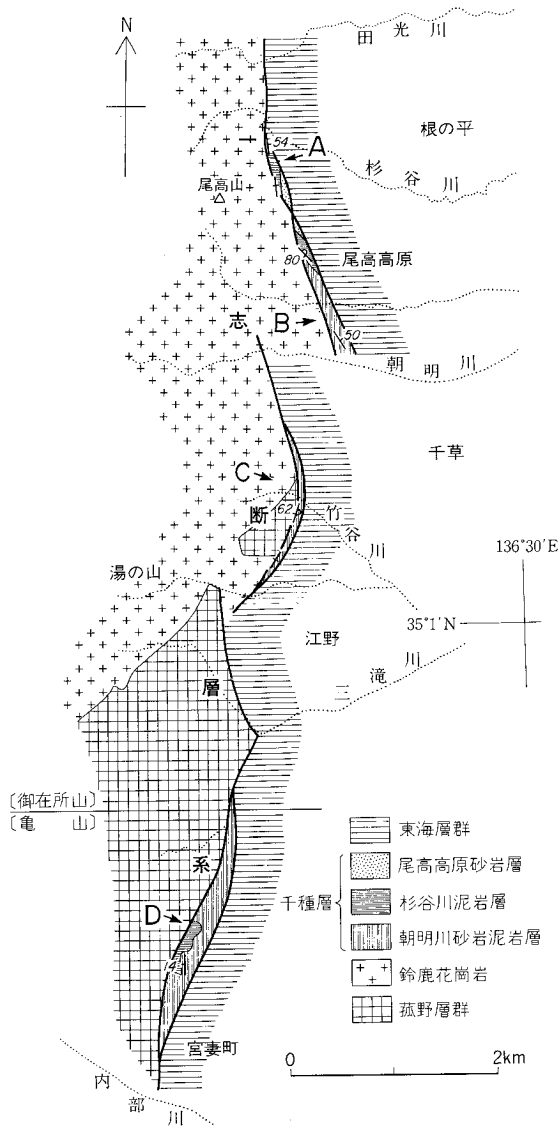 N
田光川
根の平
54
A
杉谷川
尾高山
尾高高原
80
B
50
志
朝明川
千草
C
断
62
竹谷川
136°30′E
湯の山
35°1′N
江野
三滝川
層
〔御在所山〕
〔亀山〕
系
D
14
宮妻町
内部川
東海層群
千種層
尾高高原砂岩層
杉谷川泥岩層
朝明川砂岩泥岩層
鈴鹿花崗岩
菰野層群
0 2km